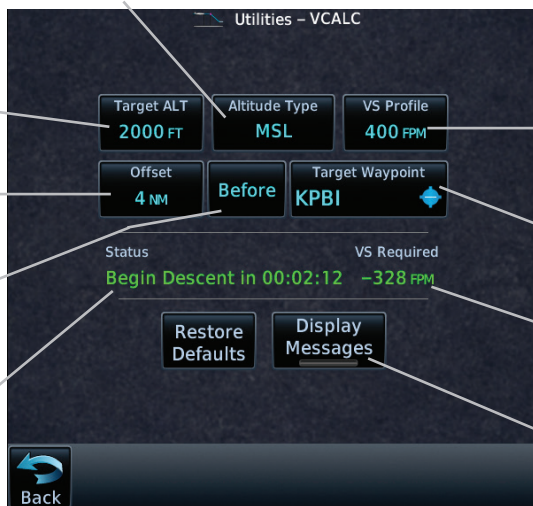 Utilities – VCALC
Target ALT
2000 FT
Altitude Type
MSL
VS Profile
400 FPM
Offset
4 NM
Before
Target Waypoint
KPBI
Status
VS Required
Begin Descent in 00:02:12
−328 FPM
Restore
Defaults
Display
Messages
Back